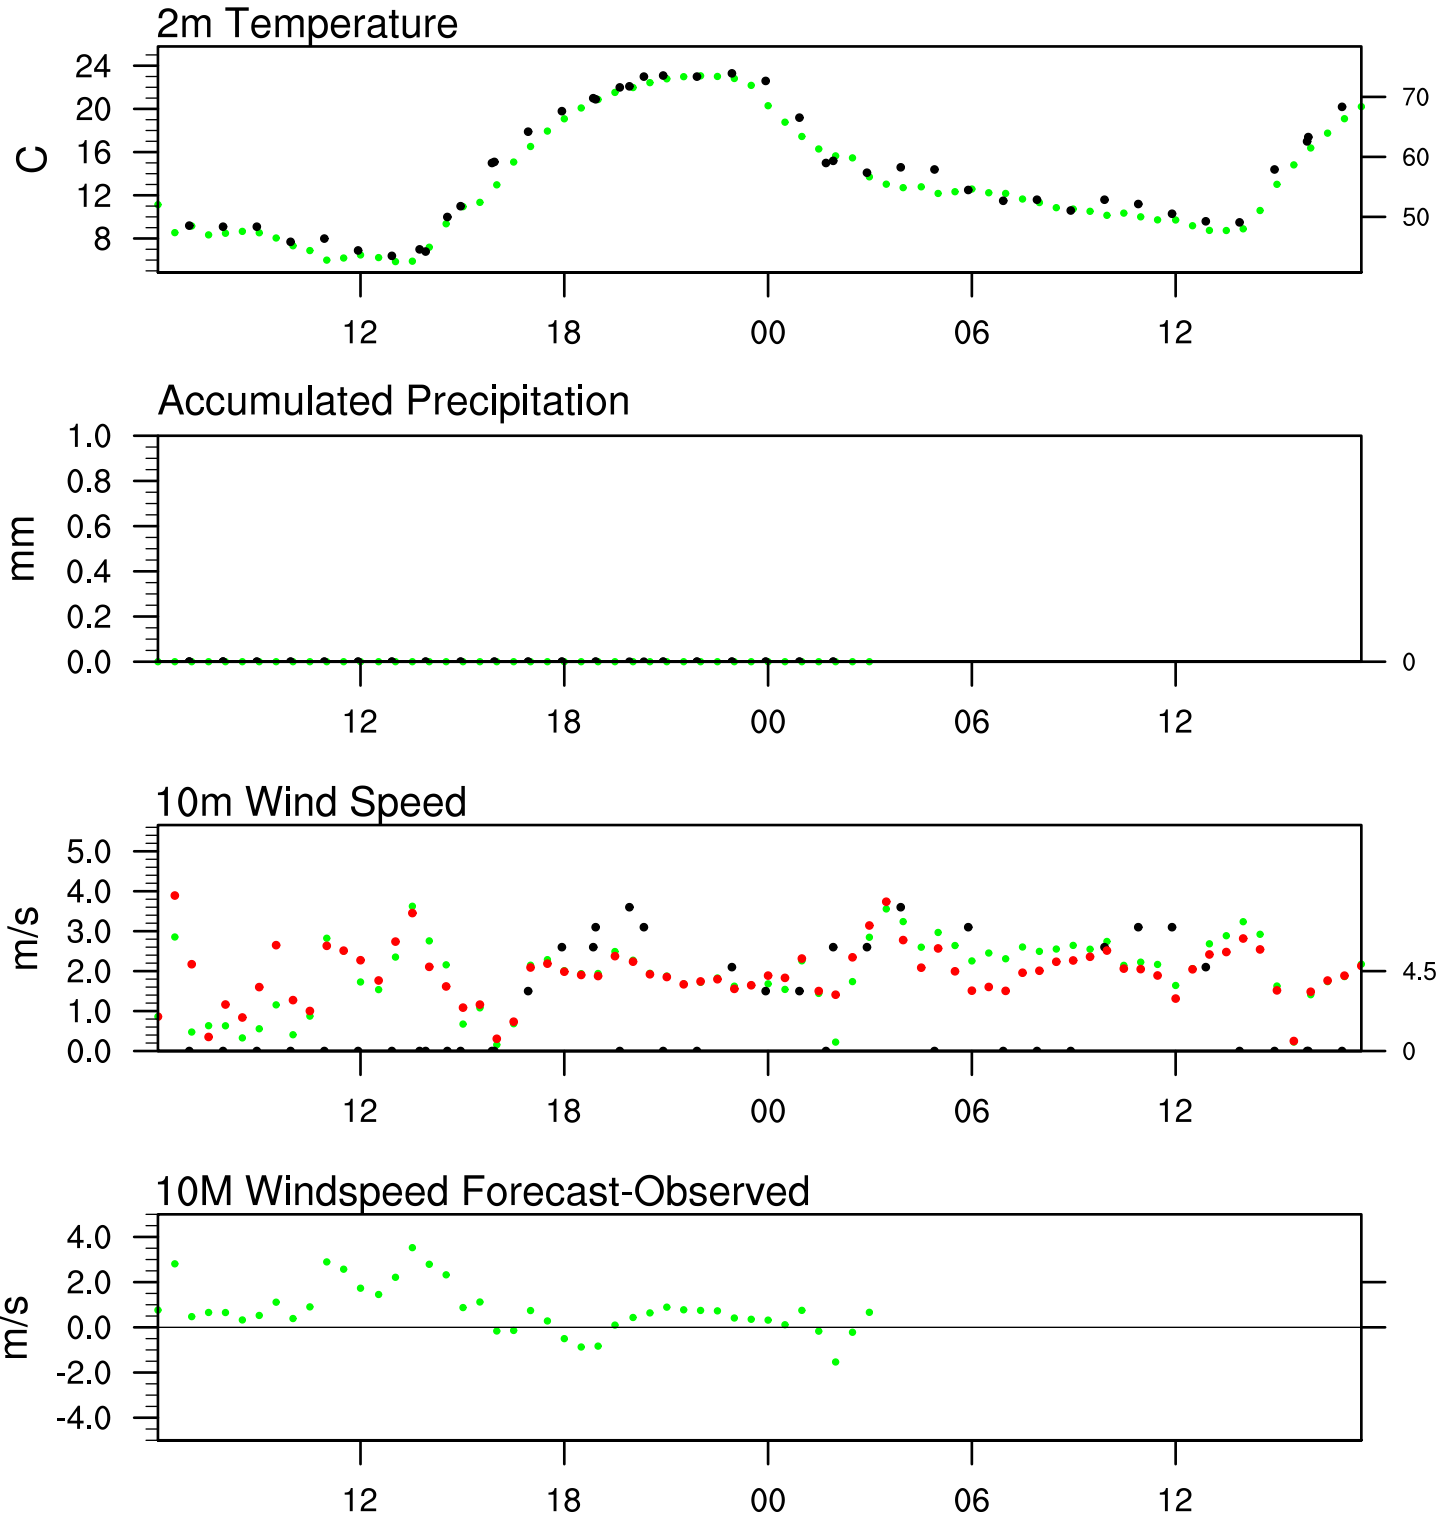 2m Temperature
24
20
16
12
8
C
70
60
50
12 18 00 06 12
Accumulated Precipitation
1.0
0.8
0.6
0.4
0.2
0.0
mm
0
12 18 00 06 12
10m Wind Speed
5.0
4.0
3.0
2.0
1.0
0.0
m/s
4.5
0
12 18 00 06 12
10M Windspeed Forecast-Observed
4.0
2.0
0.0
-2.0
-4.0
m/s
12 18 00 06 12